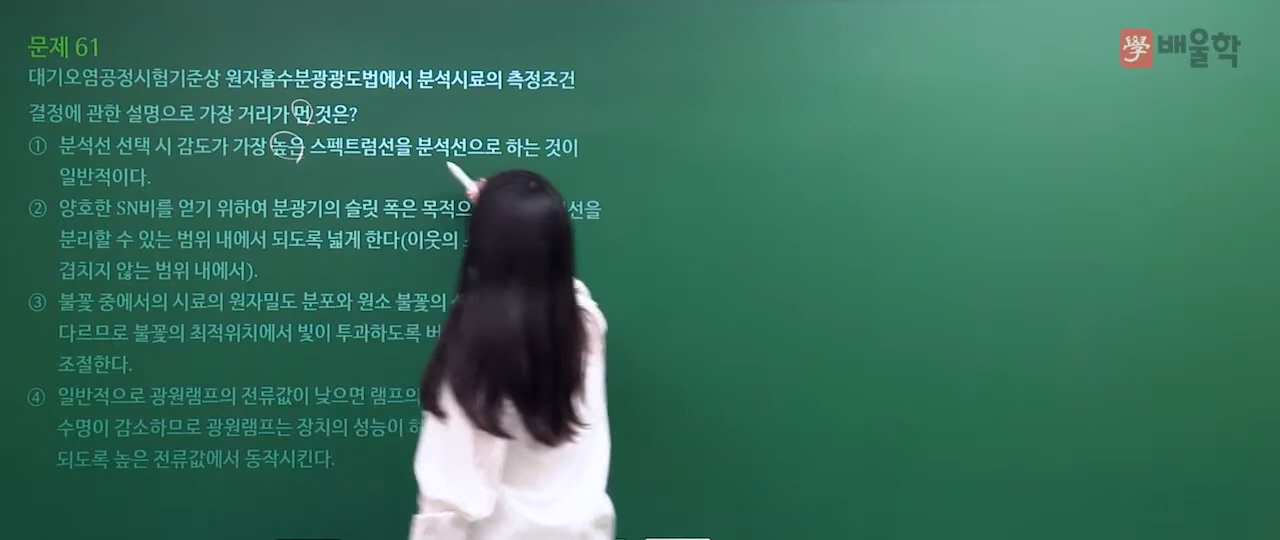 문제 61
學 배울학
대기오염공정시험기준상 원자흡수분광광도법에서 분석시료의 측정조건
결정에 관한 설명으로 가장 거리가 먼 것은?
① 분석선 선택 시 감도가 가장 높은 스펙트럼선을 분석선으로 하는 것이
일반적이다.
② 양호한 SN비를 얻기 위하여 분광기의 슬릿 폭은 목적으 선을
분리할 수 있는 범위 내에서 되도록 넓게 한다(이웃의
겹치지 않는 범위 내에서).
③ 불꽃 중에서의 시료의 원자밀도 분포와 원소 불꽃의
다르므로 불꽃의 최적위치에서 빛이 투과하도록 버
조절한다.
④ 일반적으로 광원램프의 전류값이 낮으면 램프의
수명이 감소하므로 광원램프는 장치의 성능이 허
되도록 높은 전류값에서 동작시킨다.